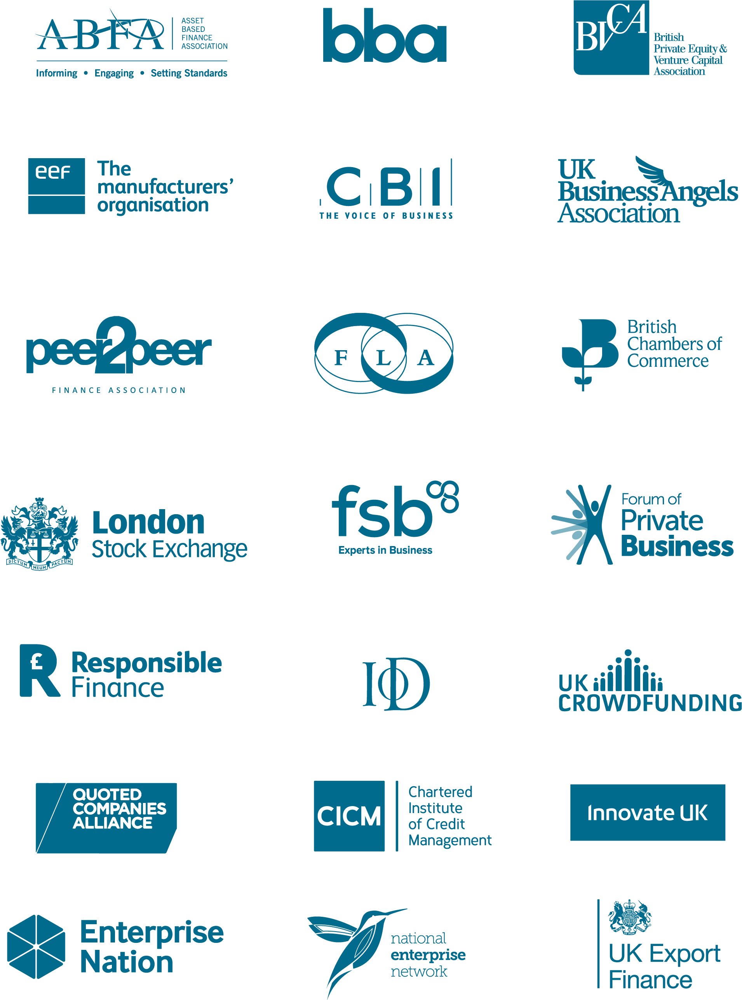 ABFA
ASSET
BASED
FINANCE
ASSOCIATION
Informing • Engaging • Setting Standards
bba
BVCA
British
Private Equity &
Venture Capital
Association
eef
The
manufacturers’
organisation
CBI
THE VOICE OF BUSINESS
UK
Business Angels
Association
peer2peer
FINANCE ASSOCIATION
F L A
British
Chambers of
Commerce
DICTUM MEUM PACTUM
London
Stock Exchange
fsb
Experts in Business
Forum of
Private
Business
R£
Responsible
Finance
IoD
UK
CROWDFUNDING
QUOTED
COMPANIES
ALLIANCE
CICM
Chartered
Institute
of Credit
Management
Innovate UK
Enterprise
Nation
national
enterprise
network
UK Export
Finance